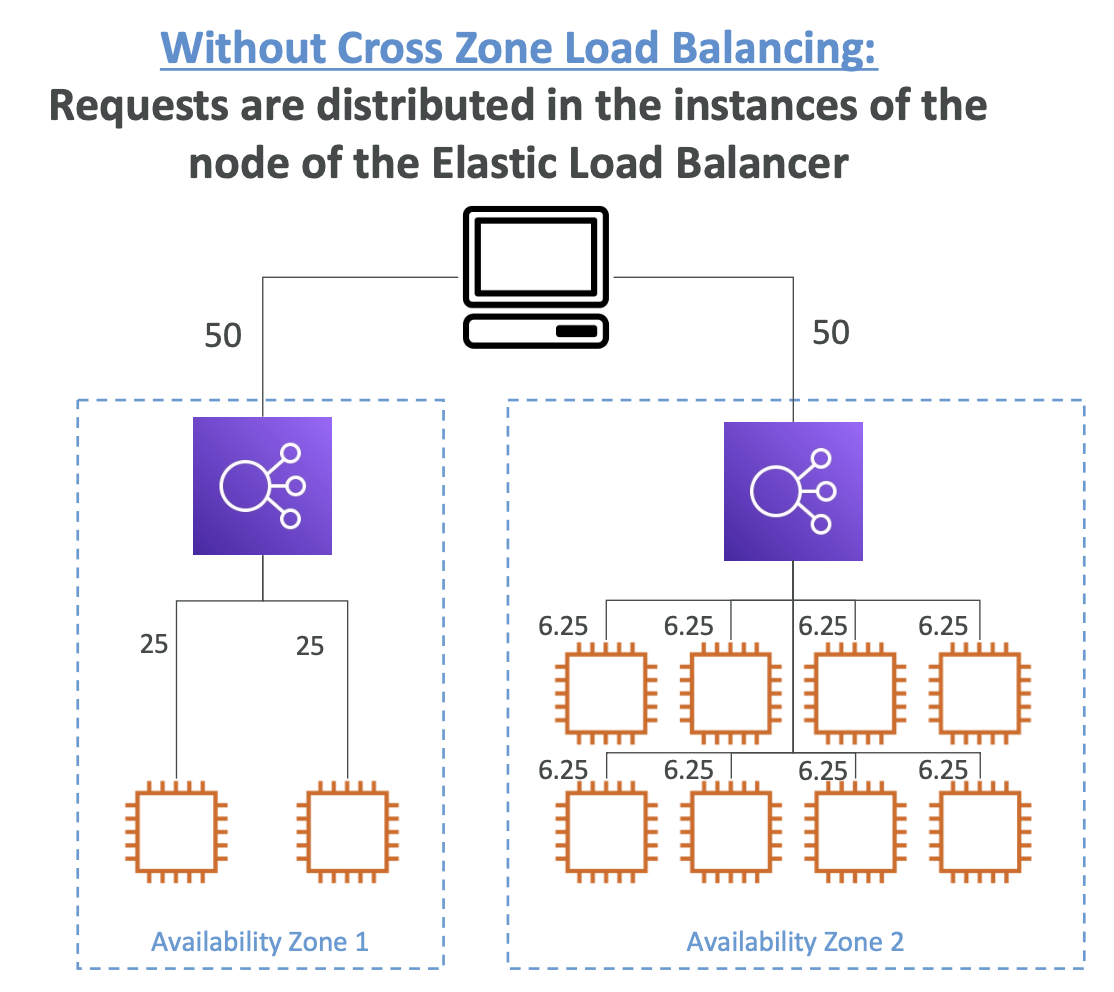 Without Cross Zone Load Balancing:
Requests are distributed in the instances of the
node of the Elastic Load Balancer
50
50
25
25
6.25
6.25
6.25
6.25
6.25
6.25
6.25
6.25
Availability Zone 1
Availability Zone 2